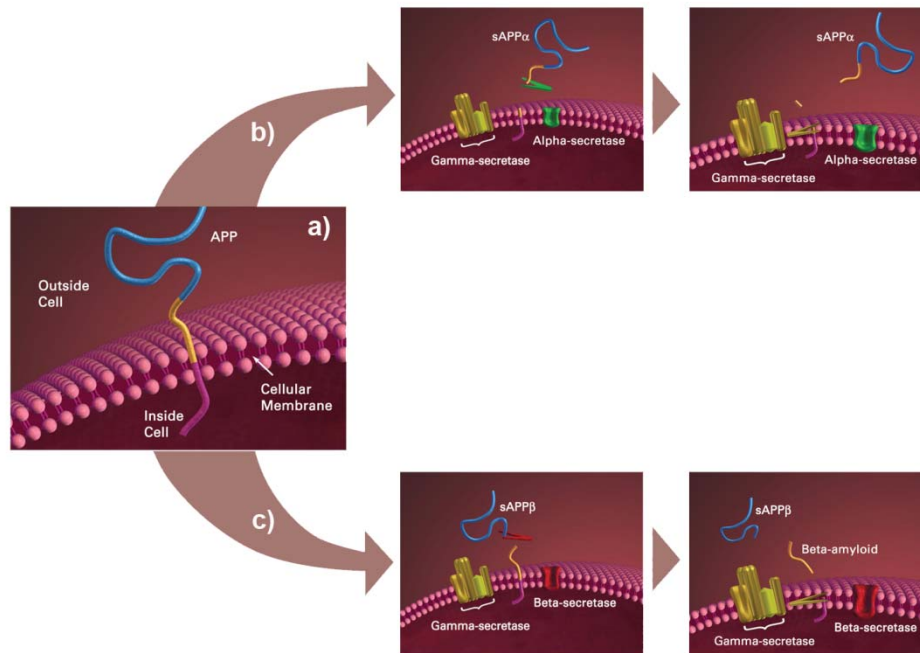 a)
APP
Outside
Cell
Cellular
Membrane
Inside
Cell
b)
sAPPα
Gamma-secretase
Alpha-secretase
sAPPα
Gamma-secretase
Alpha-secretase
c)
sAPPβ
Gamma-secretase
Beta-secretase
sAPPβ
Beta-amyloid
Gamma-secretase
Beta-secretase